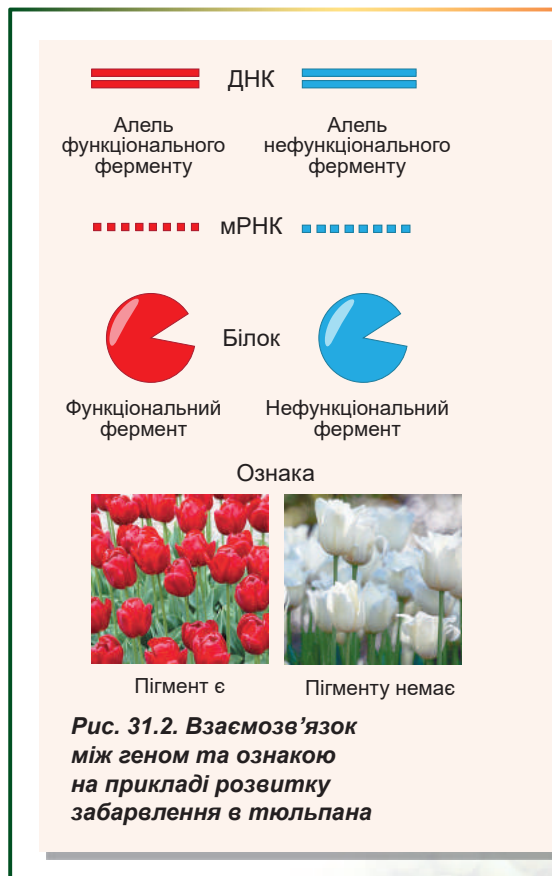 ДНК
Алель
функціонального
ферменту
Алель
нефункціонального
ферменту
мРНК
Білок
Функціональний
фермент
Нефункціональний
фермент
Ознака
Пігмент є
Пігменту немає
Рис. 31.2. Взаємозв’язок
між геном та ознакою
на прикладі розвитку
забарвлення в тюльпана